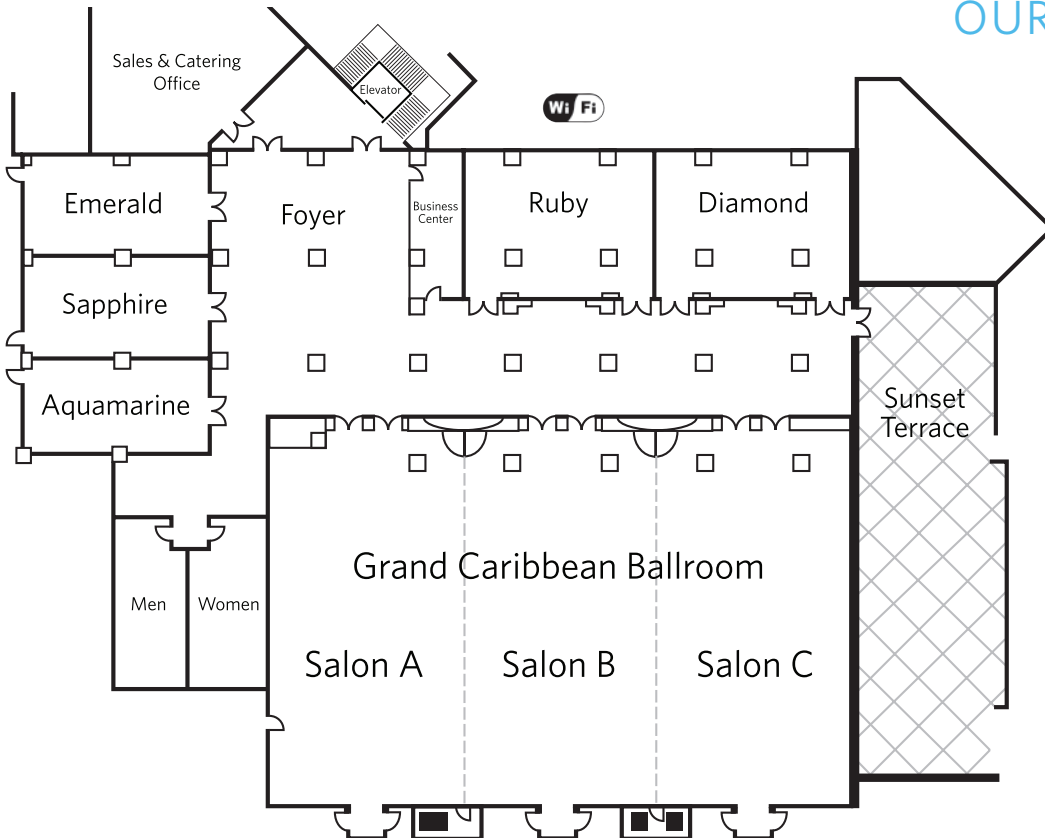 OUR
Sales & Catering
Office
Elevator
Wi Fi
Emerald
Foyer
Business
Center
Ruby
Diamond
Sapphire
Aquamarine
Sunset
Terrace
Grand Caribbean Ballroom
Men
Women
Salon A
Salon B
Salon C